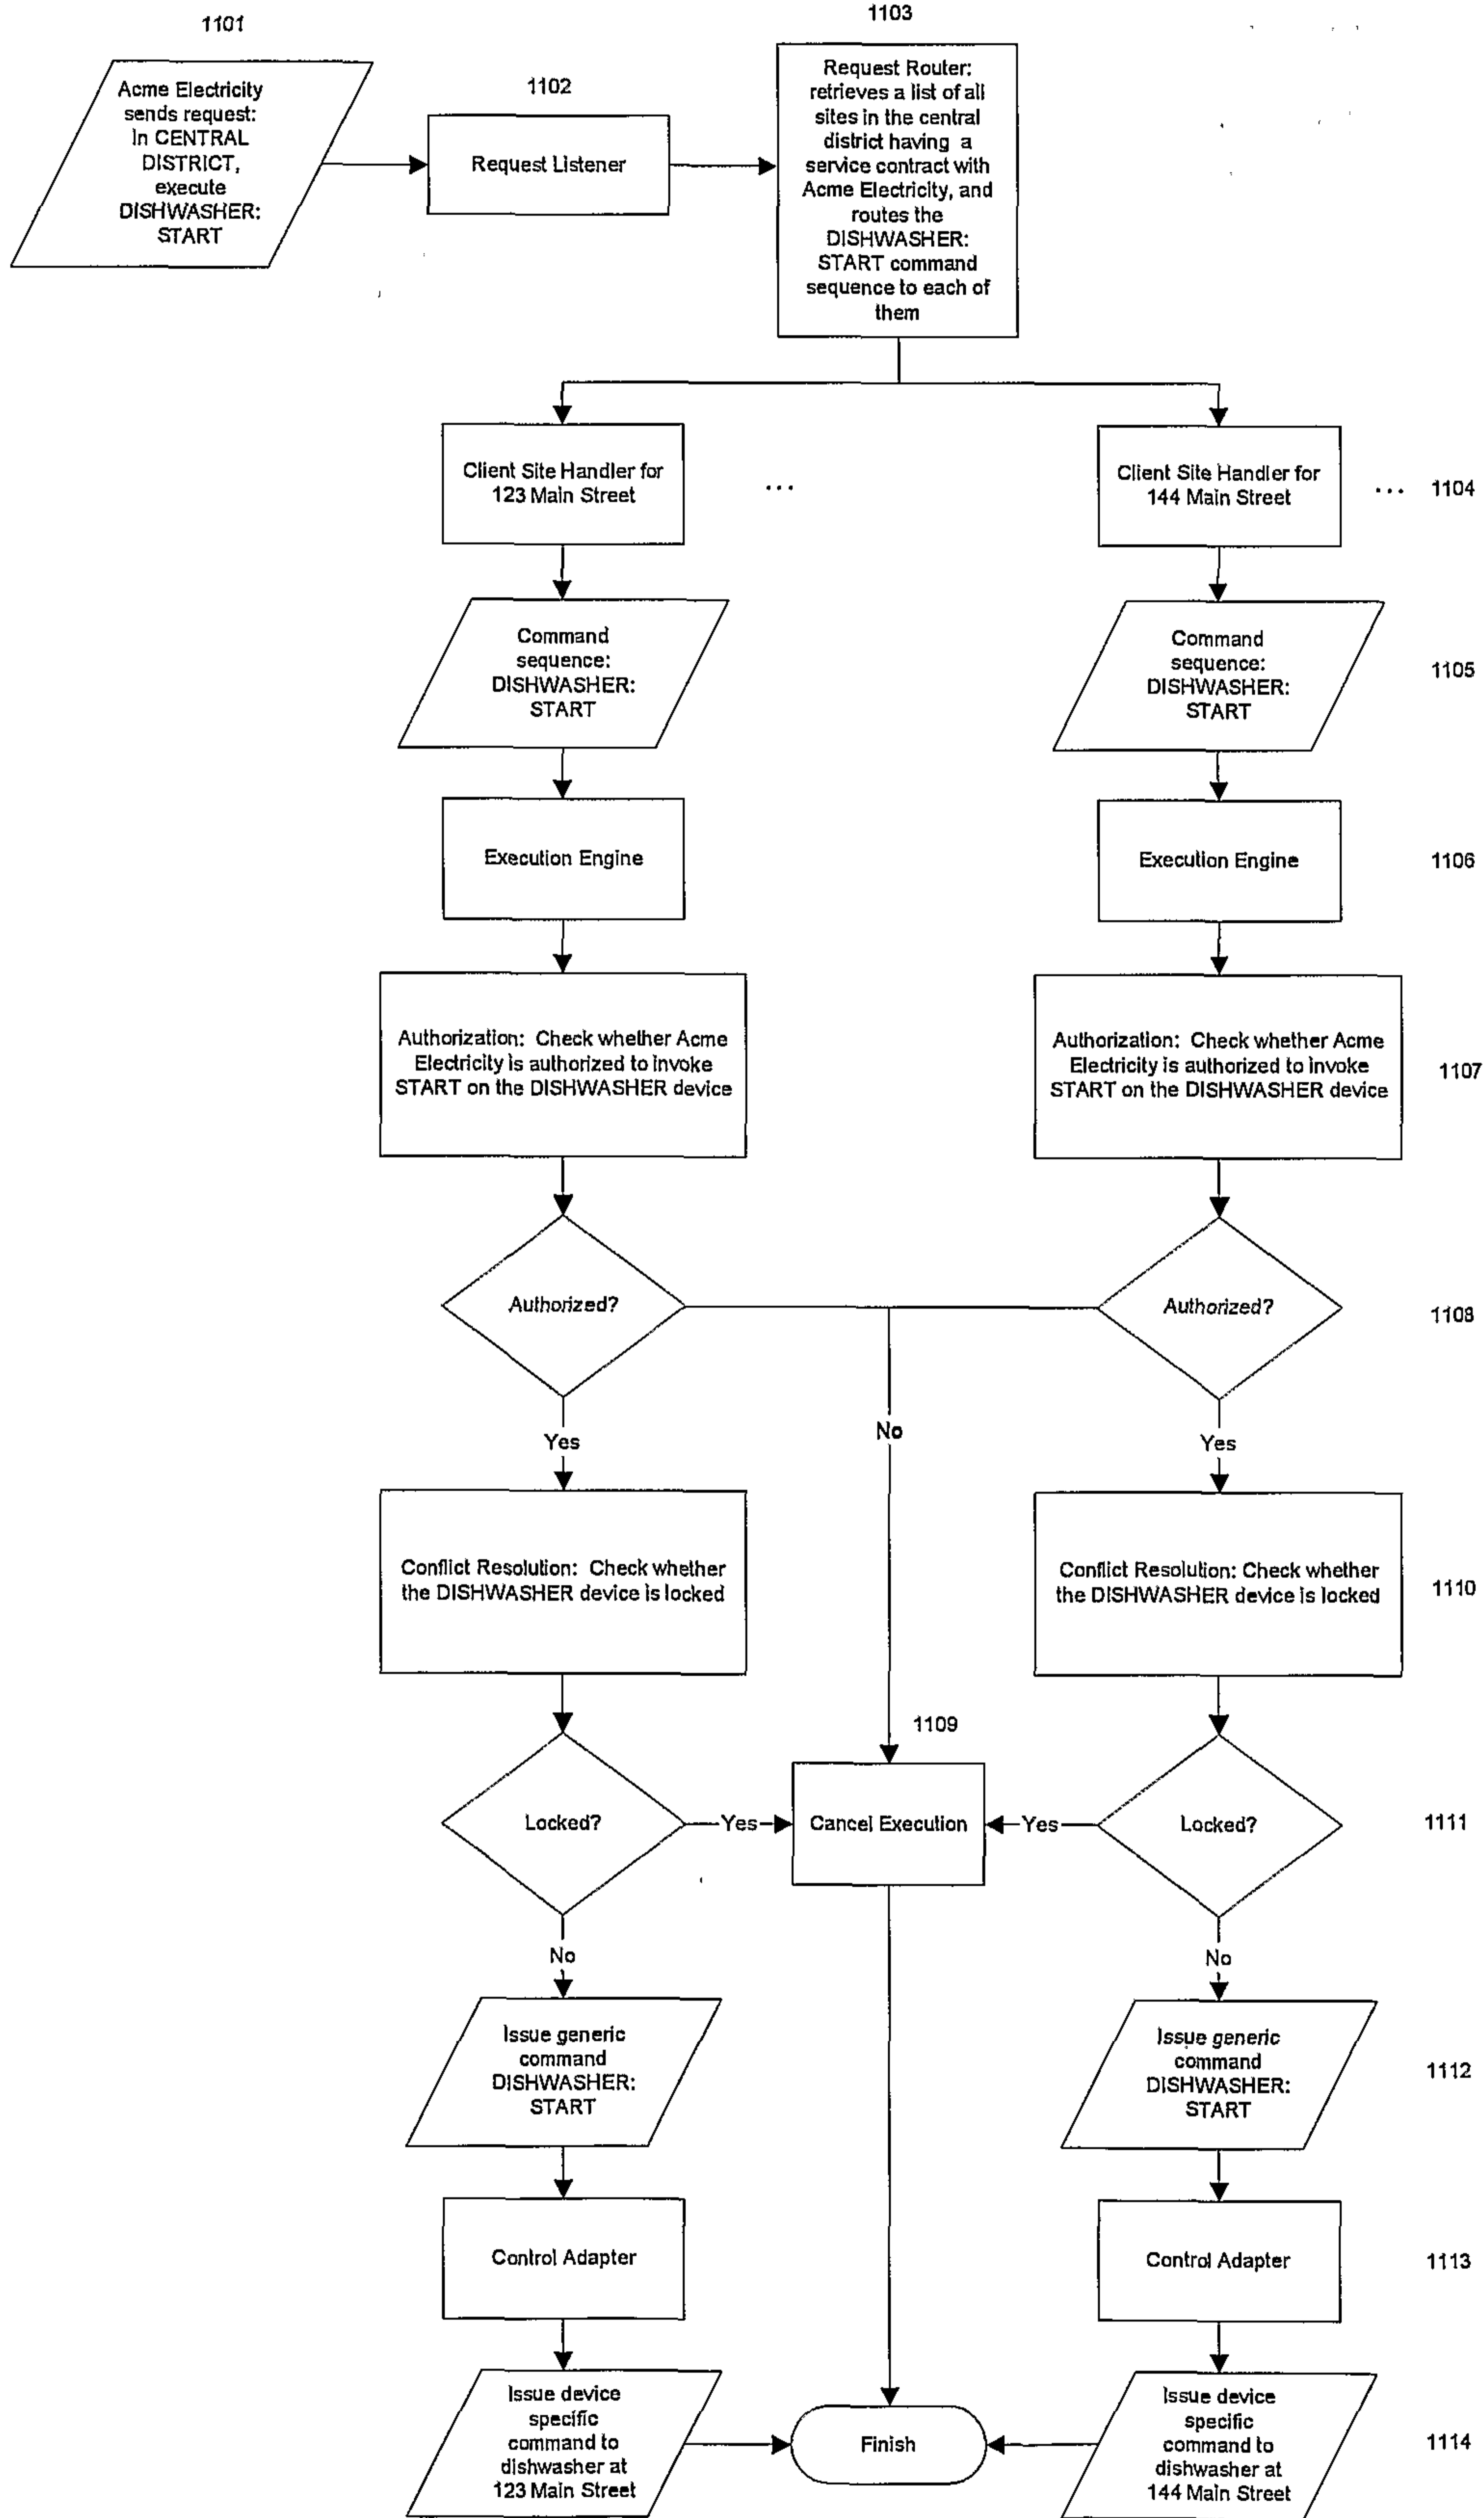 1101
Acme Electricity
sends request:
In CENTRAL
DISTRICT,
execute
DISHWASHER:
START
1102
Request Listener
1103
Request Router:
retrieves a list of all
sites in the central
district having a
service contract with
Acme Electricity, and
routes the
DISHWASHER:
START command
sequence to each of
them
Client Site Handler for
123 Main Street
...
Client Site Handler for
144 Main Street
...
1104
Command
sequence:
DISHWASHER:
START
Command
sequence:
DISHWASHER:
START
1105
Execution Engine
Execution Engine
1106
Authorization: Check whether Acme
Electricity is authorized to invoke
START on the DISHWASHER device
Authorization: Check whether Acme
Electricity is authorized to invoke
START on the DISHWASHER device
1107
Authorized?
Authorized?
1108
Yes
No
Yes
Conflict Resolution: Check whether
the DISHWASHER device is locked
Conflict Resolution: Check whether
the DISHWASHER device is locked
1110
1109
Locked?
Yes
Cancel Execution
Yes
Locked?
1111
No
No
Issue generic
command
DISHWASHER:
START
Issue generic
command
DISHWASHER:
START
1112
Control Adapter
Control Adapter
1113
Issue device
specific
command to
dishwasher at
123 Main Street
Finish
Issue device
specific
command to
dishwasher at
144 Main Street
1114